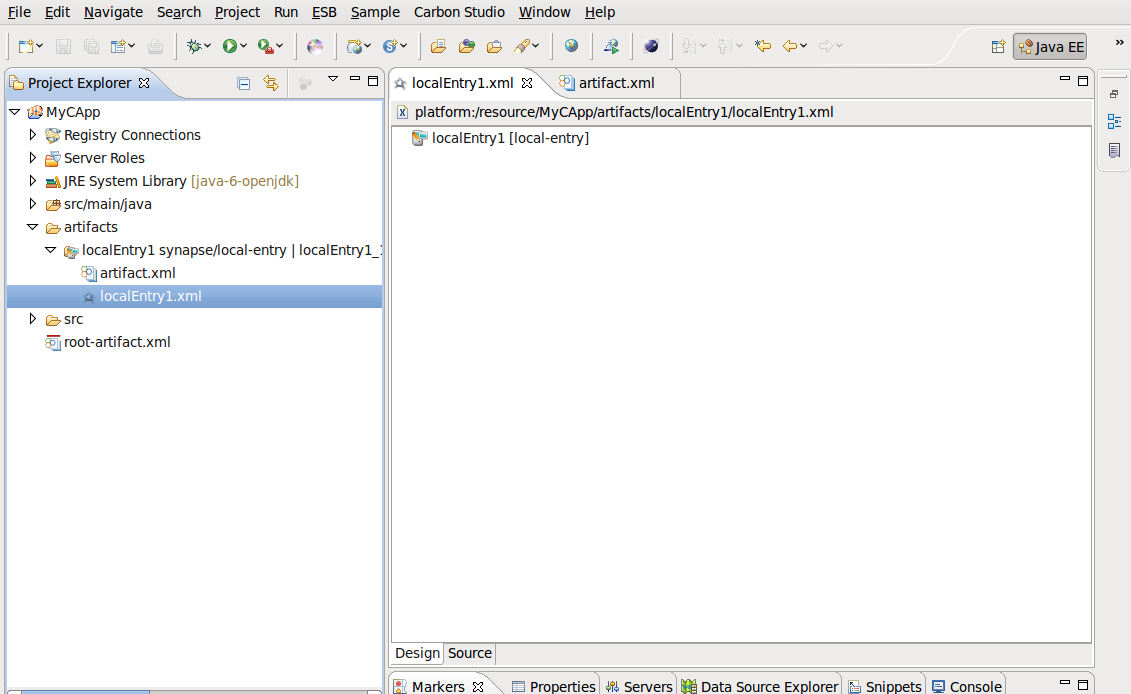 File Edit Navigate Search Project Run ESB Sample Carbon Studio Window Help
Java EE »
Project Explorer
MyCApp
Registry Connections
Server Roles
JRE System Library [java-6-openjdk]
src/main/java
artifacts
localEntry1 synapse/local-entry | localEntry1_1
artifact.xml
localEntry1.xml
src
root-artifact.xml
localEntry1.xml artifact.xml
platform:/resource/MyCApp/artifacts/localEntry1/localEntry1.xml
localEntry1 [local-entry]
Design Source
Markers Properties Servers Data Source Explorer Snippets Console